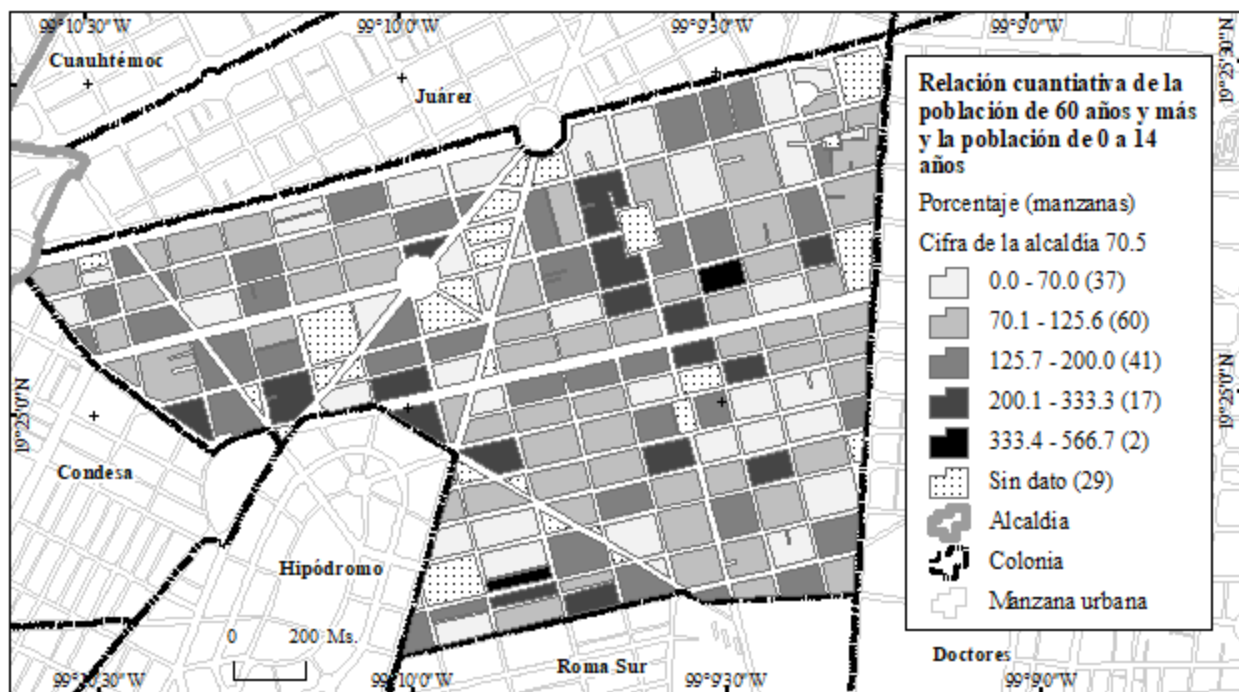 99°10'30"W 99°10'0"W 99°9'30"W 99°9'0"W
Cuauhtémoc
Juárez
19°25'30"N
Relación cuantiativa de la
población de 60 años y más
y la población de 0 a 14
años
Porcentaje (manzanas)
Cifra de la alcaldía 70.5
0.0 - 70.0 (37)
70.1 - 125.6 (60)
125.7 - 200.0 (41)
200.1 - 333.3 (17)
333.4 - 566.7 (2)
Sin dato (29)
Alcaldía
Colonia
Manzana urbana
19°25'0"N
19°25'0"N
Condesa
Hipódromo
0 200 Ms.
Roma Sur
Doctores
99°10'30"W 99°10'0"W 99°9'30"W 99°9'0"W